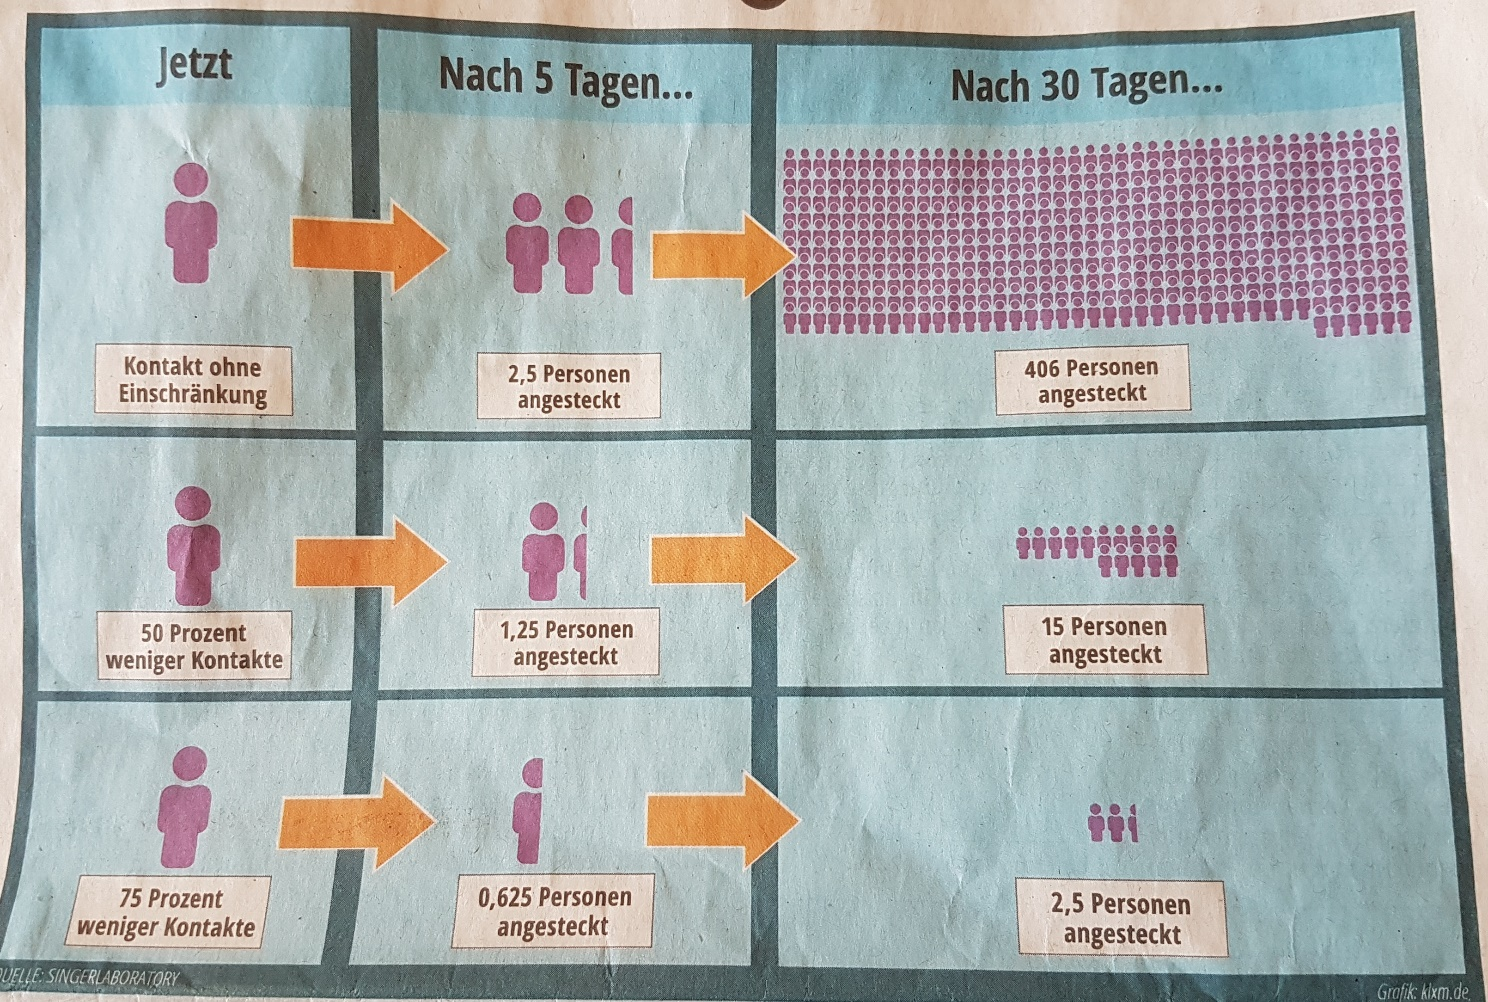 Jetzt
Nach 5 Tagen...
Nach 30 Tagen...
Kontakt ohne
Einschränkung
2,5 Personen
angesteckt
406 Personen
angesteckt
50 Prozent
weniger Kontakte
1,25 Personen
angesteckt
15 Personen
angesteckt
75 Prozent
weniger Kontakte
0,625 Personen
angesteckt
2,5 Personen
angesteckt
QUELLE: SINGERLABORATORY
Grafik: klxm.de